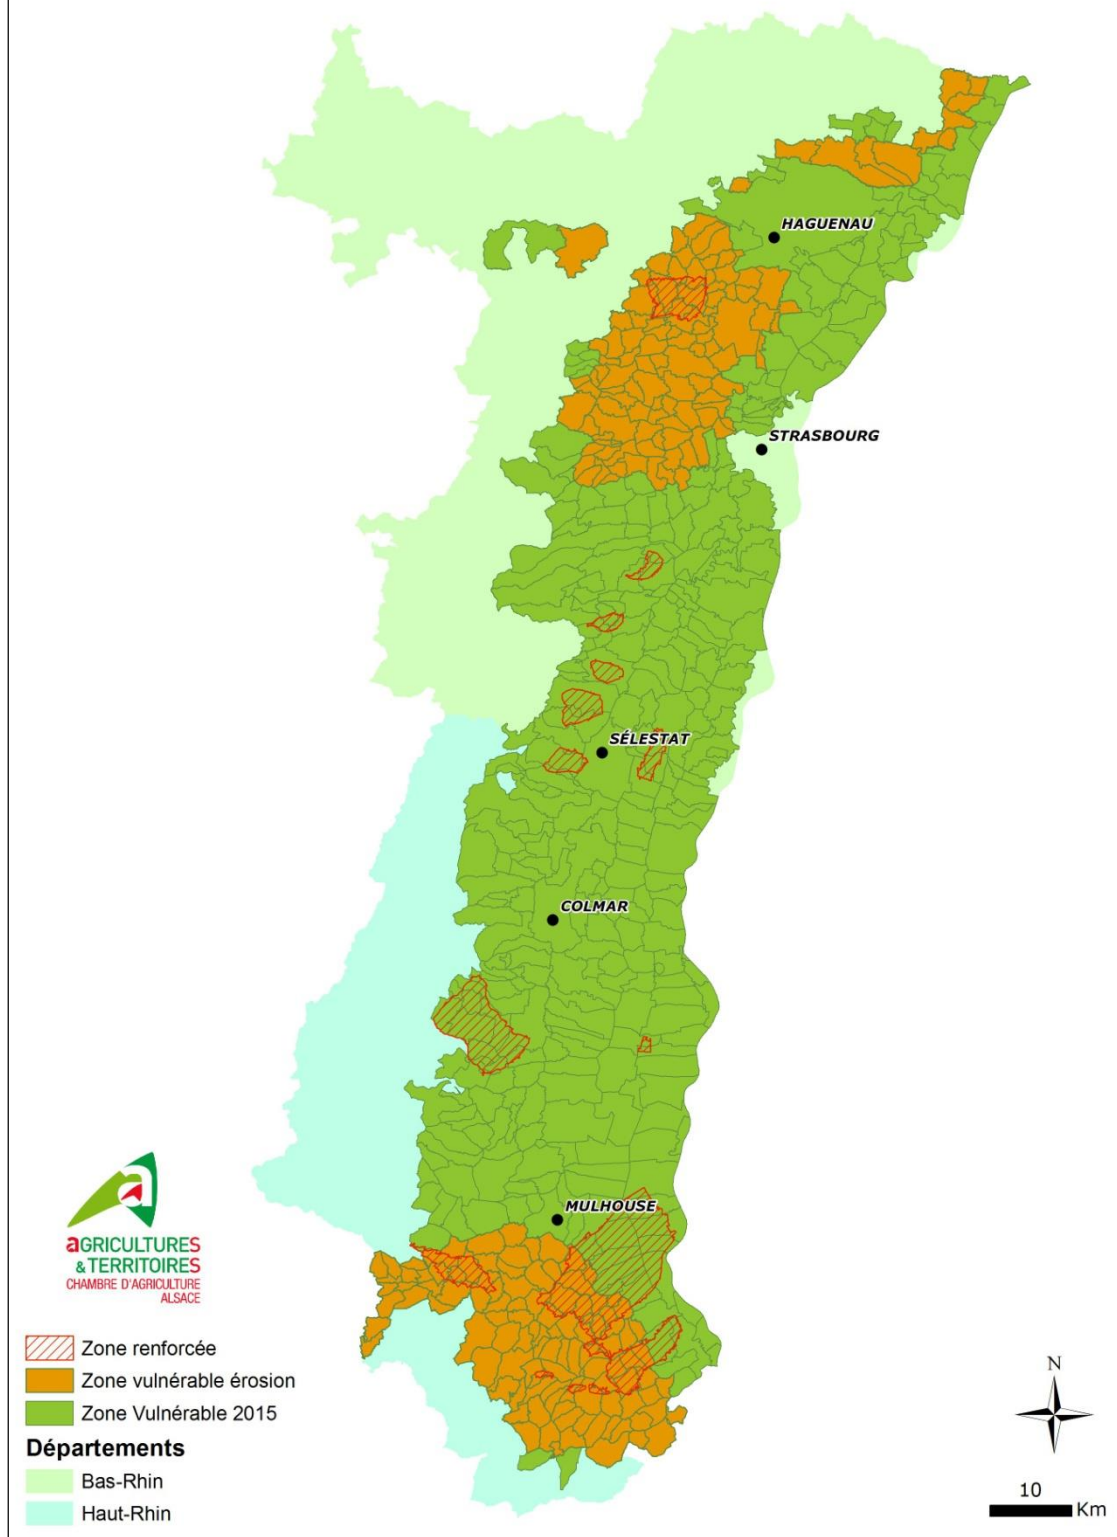 HAGUENAU
STRASBOURG
SÉLESTAT
COLMAR
MULHOUSE
a
aGRICULTURES
& TERRITOIRES
CHAMBRE D'AGRICULTURE
ALSACE
Zone renforcée
Zone vulnérable érosion
Zone Vulnérable 2015
Départements
Bas-Rhin
Haut-Rhin
N
10
Km